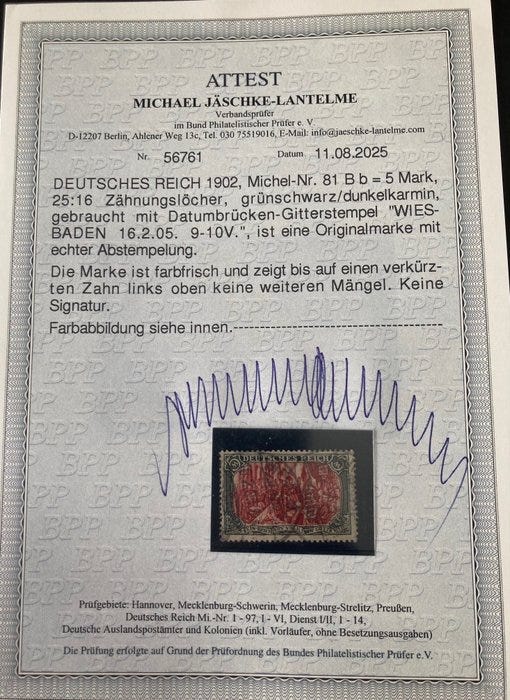 ATTEST
MICHAEL JÄSCHKE-LANTELME
Verbandsprüfer
im Bund Philatelistischer Prüfer e. V.
D-12207 Berlin, Ahlener Weg 13c, Tel. 030 75519016, E-Mail: info@jaeschke-lantelme.com
Nr. 56761 Datum 11.08.2025
DEUTSCHES REICH 1902, Michel-Nr. 81 B b = 5 Mark,
25:16 Zähnungslöcher, grünschwarz/dunkelkarmin,
gebraucht mit Datumbrücken-Gitterstempel "WIES-
BADEN 16.2.05. 9-10V.", ist eine Originalmarke mit
echter Abstempelung.
Die Marke ist farbfrisch und zeigt bis auf einen verkürz-
ten Zahn links oben keine weiteren Mängel. Keine
Signatur.
Farbabbildung siehe innen.----------------------------------------
DEUTSCHES REICH
Prüfgebiete: Hannover, Mecklenburg-Schwerin, Mecklenburg-Strelitz, Preußen,
Deutsches Reich Mi.-Nr. 1 - 97, I - VI, Dienst I/II, 1 - 14,
Deutsche Auslandspostämter und Kolonien (inkl. Vorläufer, ohne Besetzungsausgaben)
Die Prüfung erfolgte auf Grund der Prüfordnung des Bundes Philatelistischer Prüfer e.V.